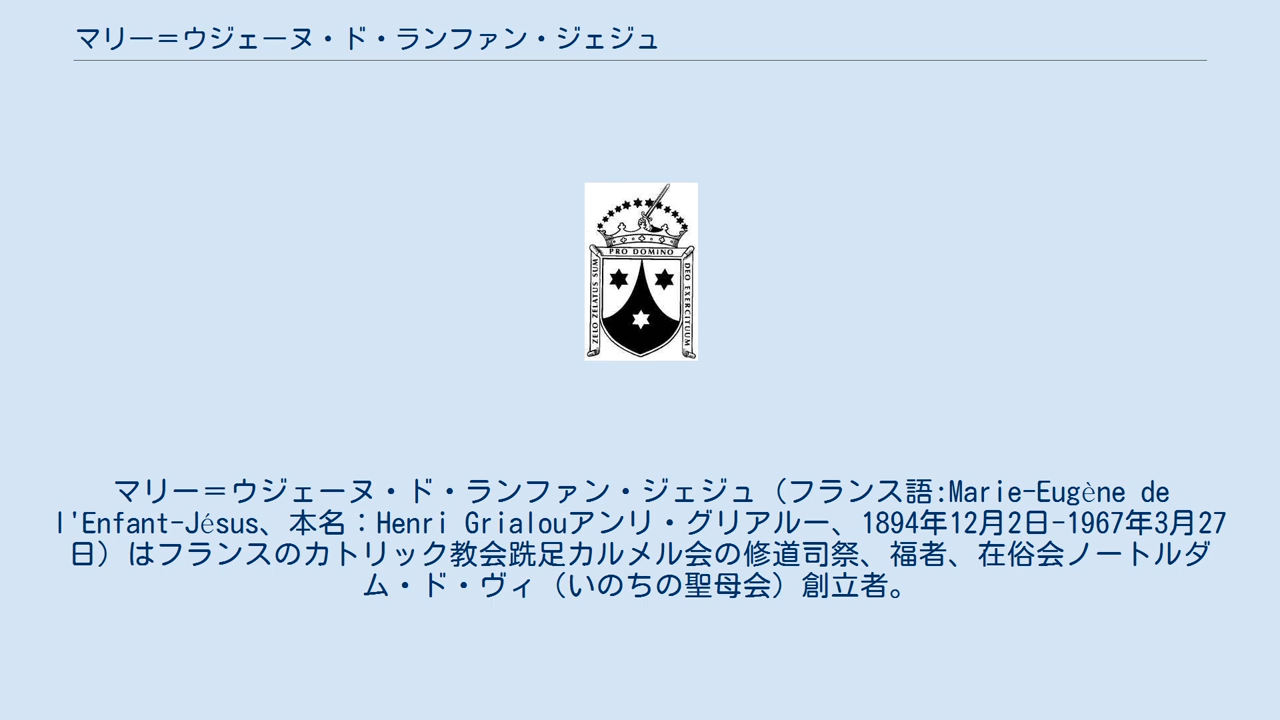 マリー＝ウジェーヌ・ド・ランファン・ジェジュ
PRO DOMINO
ZELO ZELATUS SUM
DEO EXERCITUUM
マリー＝ウジェーヌ・ド・ランファン・ジェジュ（フランス語:Marie-Eugène de
l'Enfant-Jésus、本名：Henri Grialouアンリ・グリアルー、1894年12月2日-1967年3月27
日）はフランスのカトリック教会跣足カルメル会の修道司祭、福者、在俗会ノートルダ
ム・ド・ヴィ（いのちの聖母会）創立者。